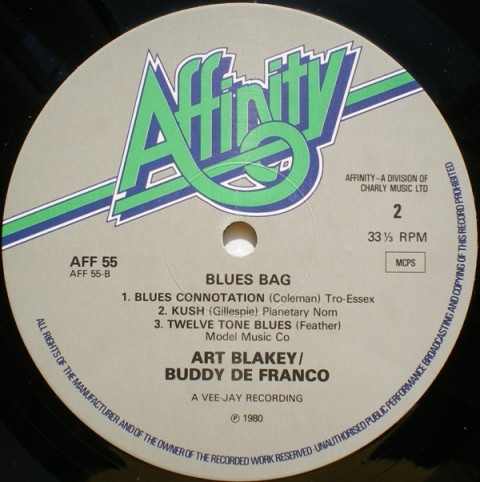 Affinity
AFFINITY–A DIVISION OF
CHARLY MUSIC LTD
2
33⅓ RPM
MCPS
AFF 55
AFF 55-B
BLUES BAG
1. BLUES CONNOTATION (Coleman) Tro-Essex
2. KUSH (Gillespie) Planetary Nom
3. TWELVE TONE BLUES (Feather)
Model Music Co
ART BLAKEY/
BUDDY DE FRANCO
A VEE-JAY RECORDING
℗ 1980
ALL RIGHTS OF THE MANUFACTURER AND OF THE OWNER OF THE RECORDED WORK RESERVED·UNAUTHORISED PUBLIC PERFORMANCE BROADCASTING AND COPYING OF THIS RECORD PROHIBITED